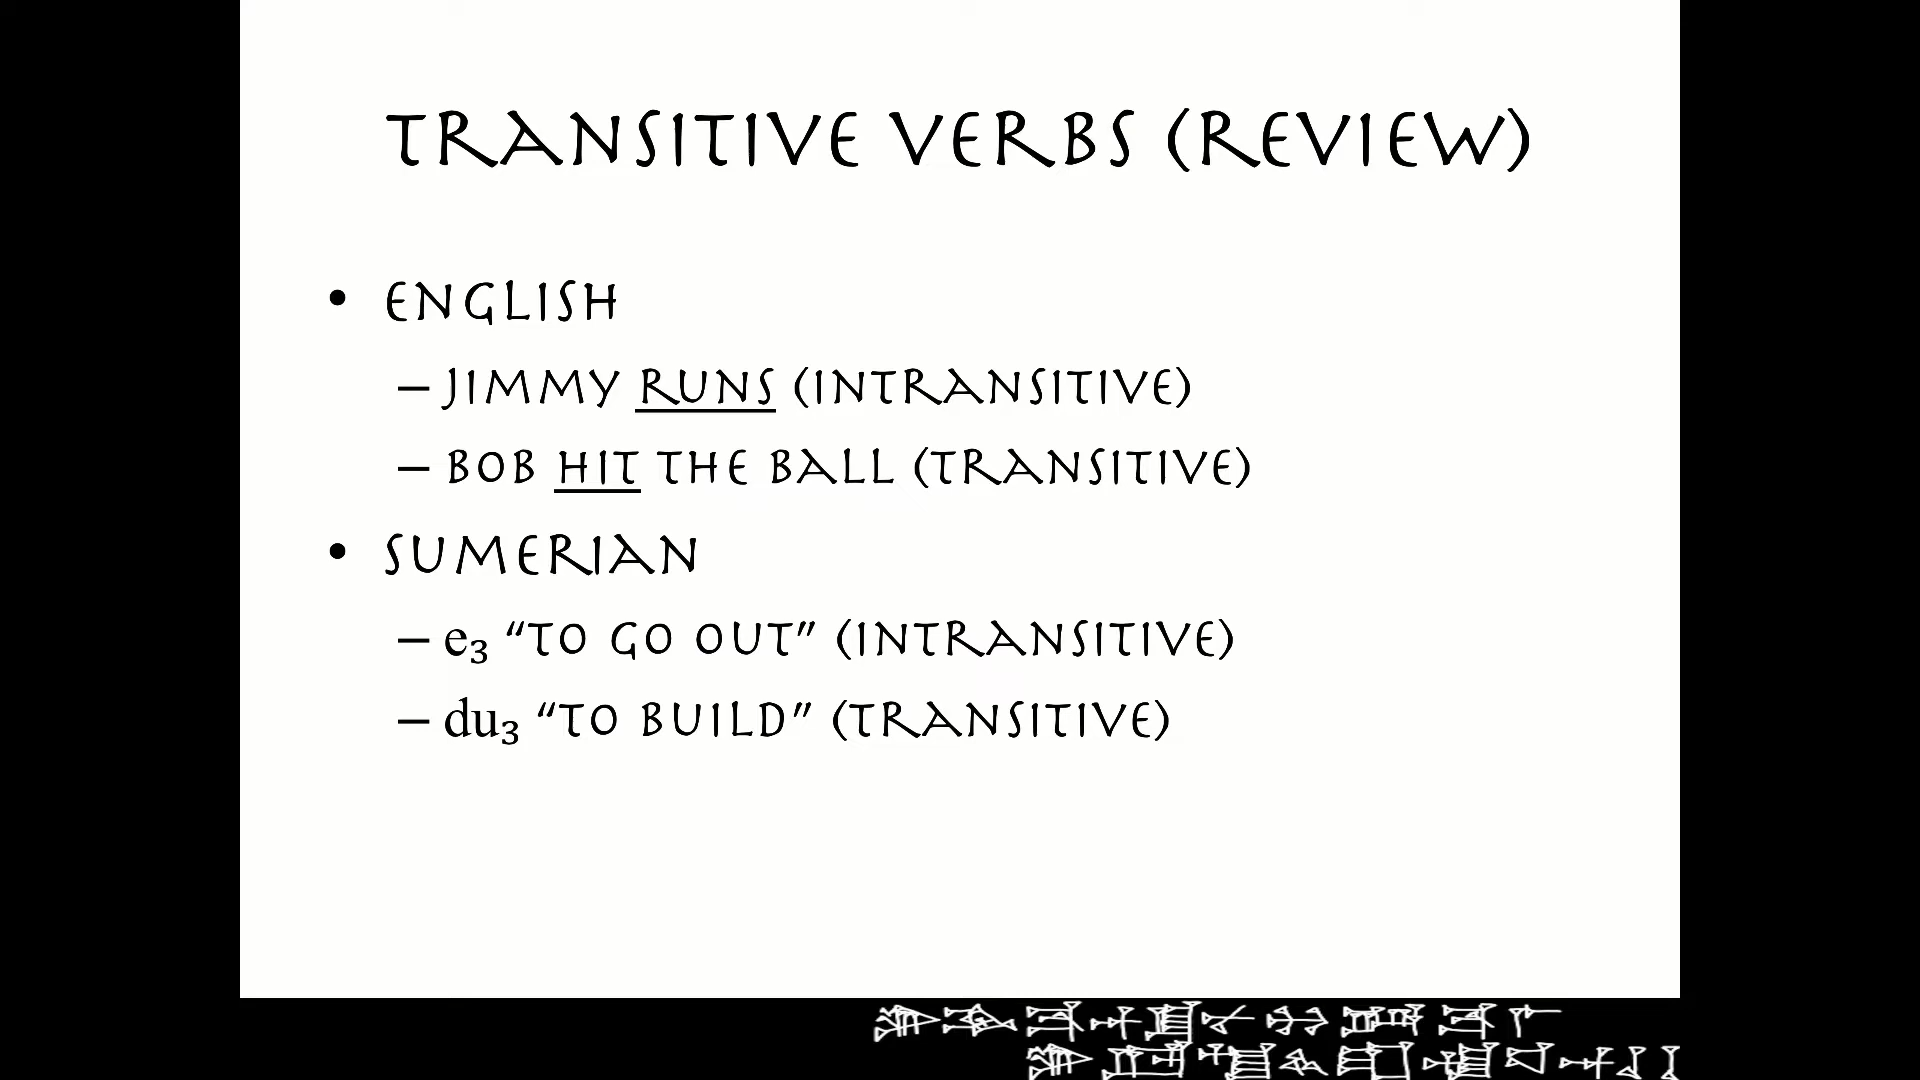 TRANSITIVE VERBS (REVIEW)
• ENGLISH
– JIMMY RUNS (INTRANSITIVE)
– BOB HIT THE BALL (TRANSITIVE)
• SUMERIAN
– e₃ “TO GO OUT” (INTRANSITIVE)
– du₃ “TO BUILD” (TRANSITIVE)